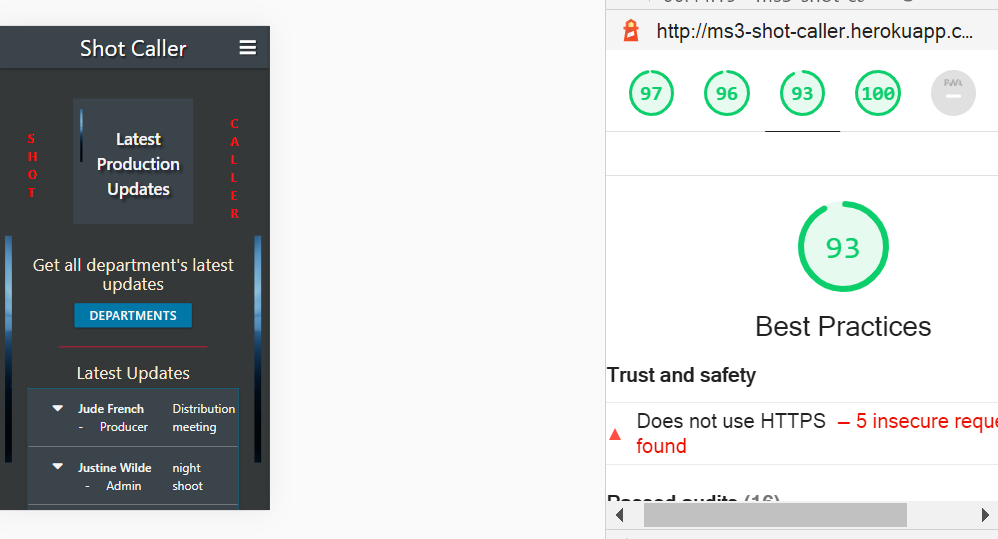 Shot Caller
http://ms3-shot-caller.herokuapp.c...
97
96
93
100
PWA
S
H
O
T
Latest
Production
Updates
C
A
L
L
E
R
Get all department's latest
updates
DEPARTMENTS
Latest Updates
Jude French
- Producer
Distribution
meeting
Justine Wilde
- Admin
night
shoot
93
Best Practices
Trust and safety
Does not use HTTPS — 5 insecure reque
found
Passed audits (16)